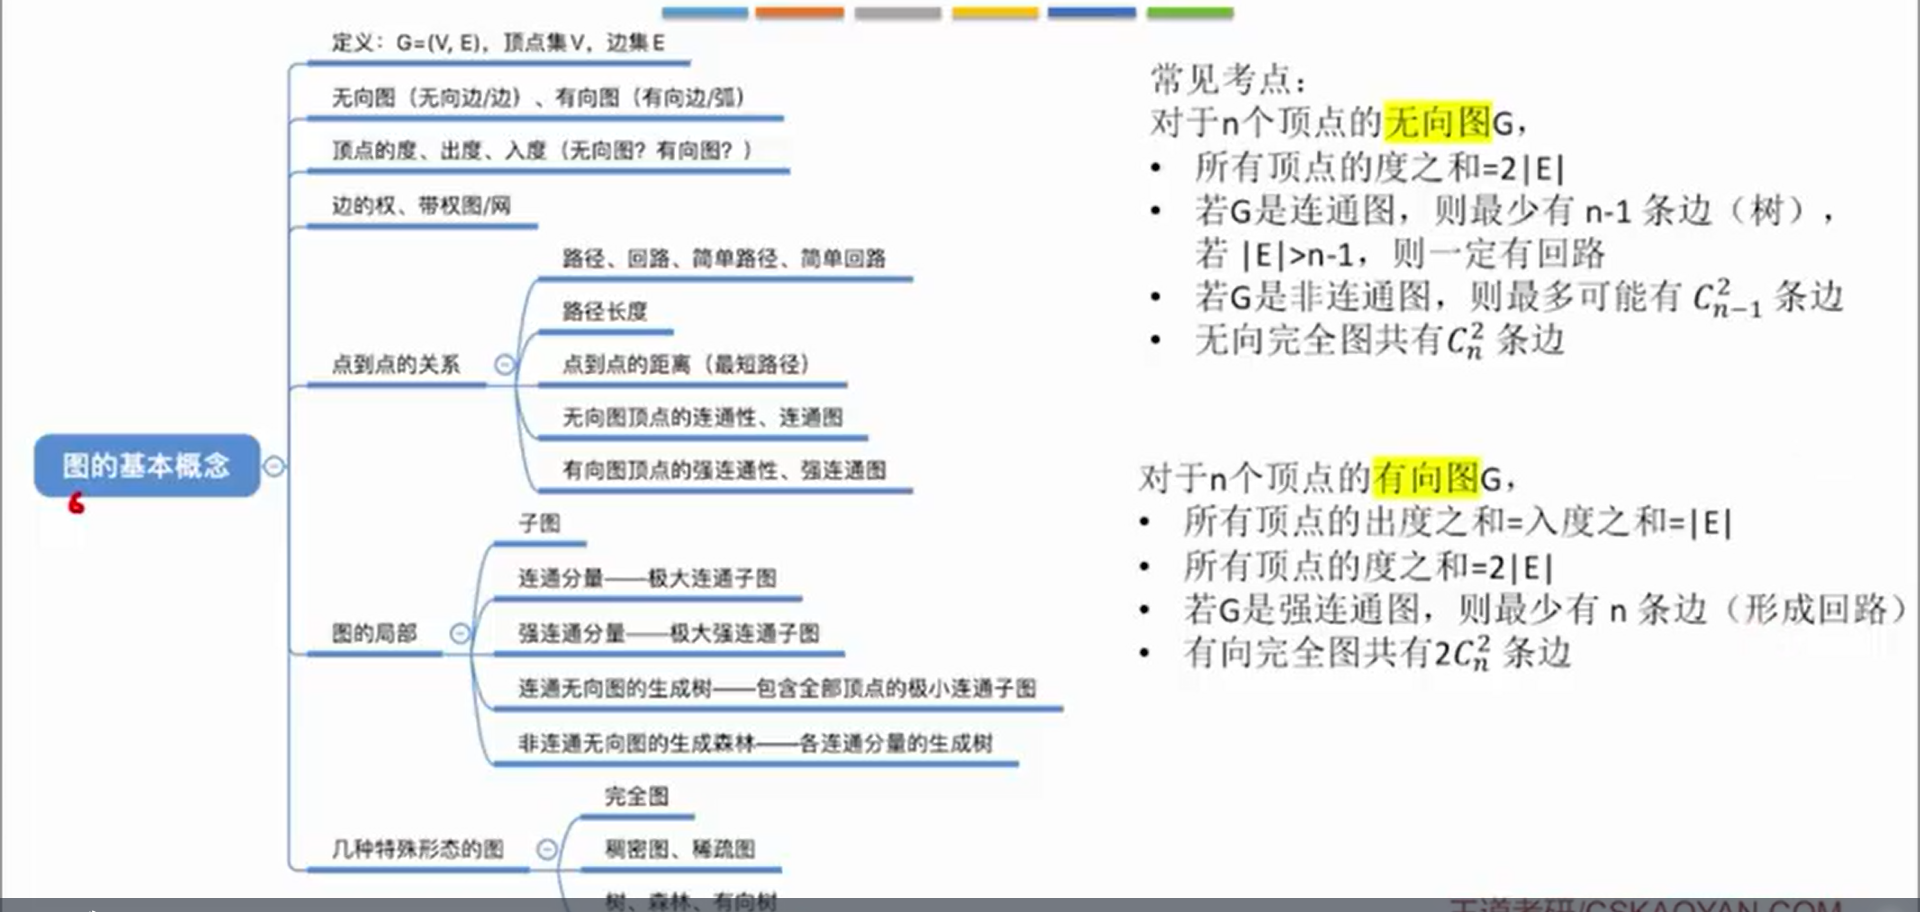 定义：G=(V, E)，顶点集V，边集E
无向图（无向边/边）、有向图（有向边/弧）
顶点的度、出度、入度（无向图？有向图？）
边的权、带权图/网
路径、回路、简单路径、简单回路
路径长度
点到点的关系
点到点的距离（最短路径）
无向图顶点的连通性、连通图
有向图顶点的强连通性、强连通图
图的基本概念
子图
连通分量——极大连通子图
图的局部
强连通分量——极大强连通子图
连通无向图的生成树——包含全部顶点的极小连通子图
非连通无向图的生成森林——各连通分量的生成树
完全图
几种特殊形态的图
稠密图、稀疏图
树、森林、有向树
常见考点：
对于n个顶点的无向图G，
• 所有顶点的度之和=2|E|
• 若G是连通图，则最少有 n-1 条边（树），
若 |E|>n-1，则一定有回路
• 若G是非连通图，则最多可能有 $C_{n-1}^2$ 条边
• 无向完全图共有$C_n^2$ 条边
对于n个顶点的有向图G，
• 所有顶点的出度之和=入度之和=|E|
• 所有顶点的度之和=2|E|
• 若G是强连通图，则最少有 n 条边（形成回路）
• 有向完全图共有2$C_n^2$ 条边
王道考研/CSKAOYAN.COM